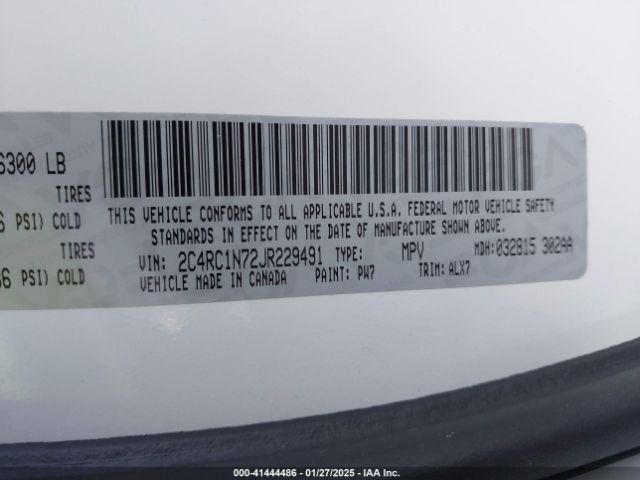 6300 LB
TIRES
PSI) COLD
TIRES
36 PSI) COLD
THIS VEHICLE CONFORMS TO ALL APPLICABLE U.S.A. FEDERAL MOTOR VEHICLE SAFETY
STANDARDS IN EFFECT ON THE DATE OF MANUFACTURE SHOWN ABOVE.
VIN: 2C4RC1N72JR229491 TYPE: MPV MDH: 032815 302AA
VEHICLE MADE IN CANADA PAINT: PW7 TRIM: ALX7
000-41444486 - 01/27/2025 - IAA Inc.